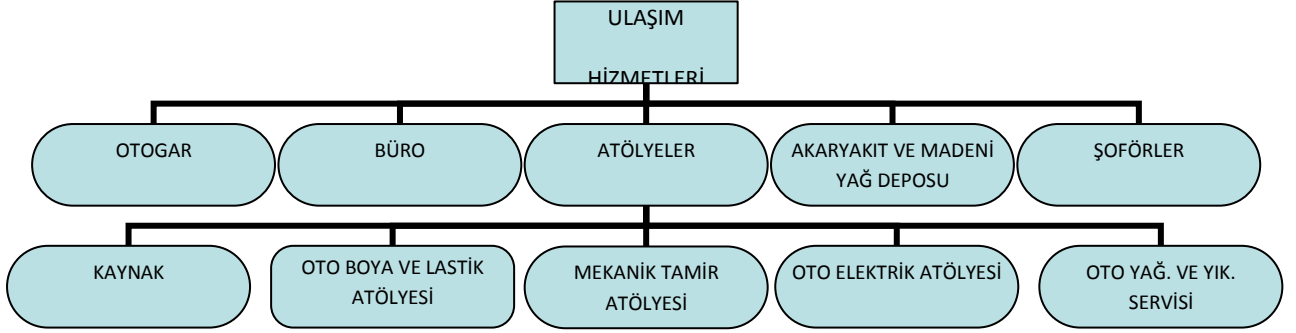 ULAŞIM
HİZMETLERİ
OTOGAR
BÜRO
ATÖLYELER
AKARYAKIT VE MADENİ
YAĞ DEPOSU
ŞOFÖRLER
KAYNAK
OTO BOYA VE LASTİK
ATÖLYESİ
MEKANİK TAMİR
ATÖLYESİ
OTO ELEKTRİK ATÖLYESİ
OTO YAĞ. VE YIK.
SERVİSİ